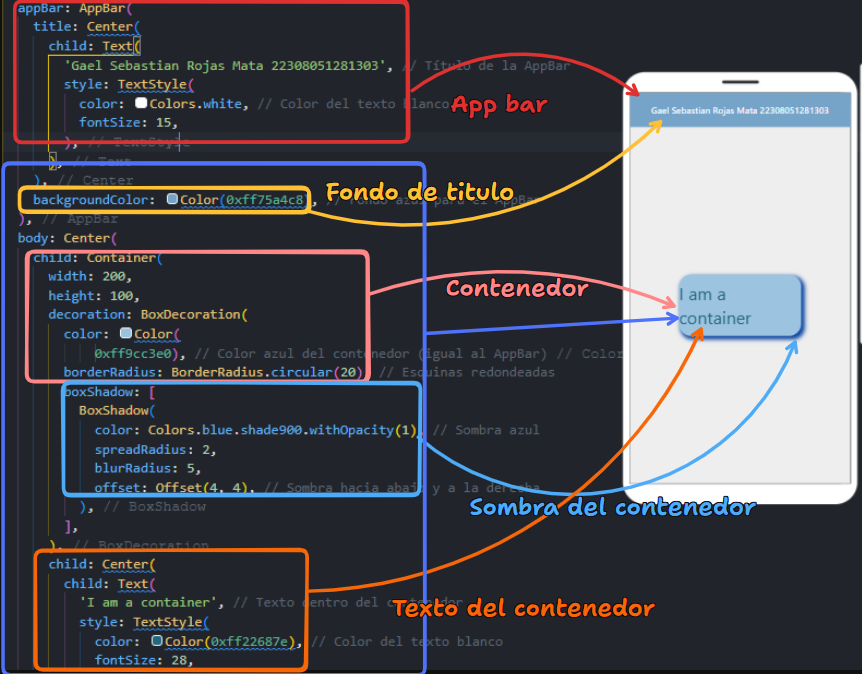 appBar: AppBar(
title: Center(
child: Text(
'Gael Sebastian Rojas Mata 22308051281303', // Título de la AppBar
style: TextStyle(
color: Colors.white, // Color del texto blanco
fontSize: 15,
), // TextStyle
), // Text
), // Center
backgroundColor: Color(0xff75a4c8), // Fondo azul para el AppBar
), // AppBar
body: Center(
child: Container(
width: 200,
height: 100,
decoration: BoxDecoration(
color: Color(
0xff9cc3e0), // Color azul del contenedor (igual al AppBar) // Color
borderRadius: BorderRadius.circular(20), // Esquinas redondeadas
boxShadow: [
BoxShadow(
color: Colors.blue.shade900.withOpacity(1), // Sombra azul
spreadRadius: 2,
blurRadius: 5,
offset: Offset(4, 4), // Sombra hacia abajo y a la derecha
), // BoxShadow
],
), // BoxDecoration
child: Center(
child: Text(
'I am a container', // Texto dentro del contenedor
style: TextStyle(
color: Color(0xff22687e), // Color del texto blanco
fontSize: 28,
App bar
Fondo de titulo
Contenedor
Sombra del contenedor
Texto del contenedor
Gael Sebastian Rojas Mata 22308051281303
I am a
container